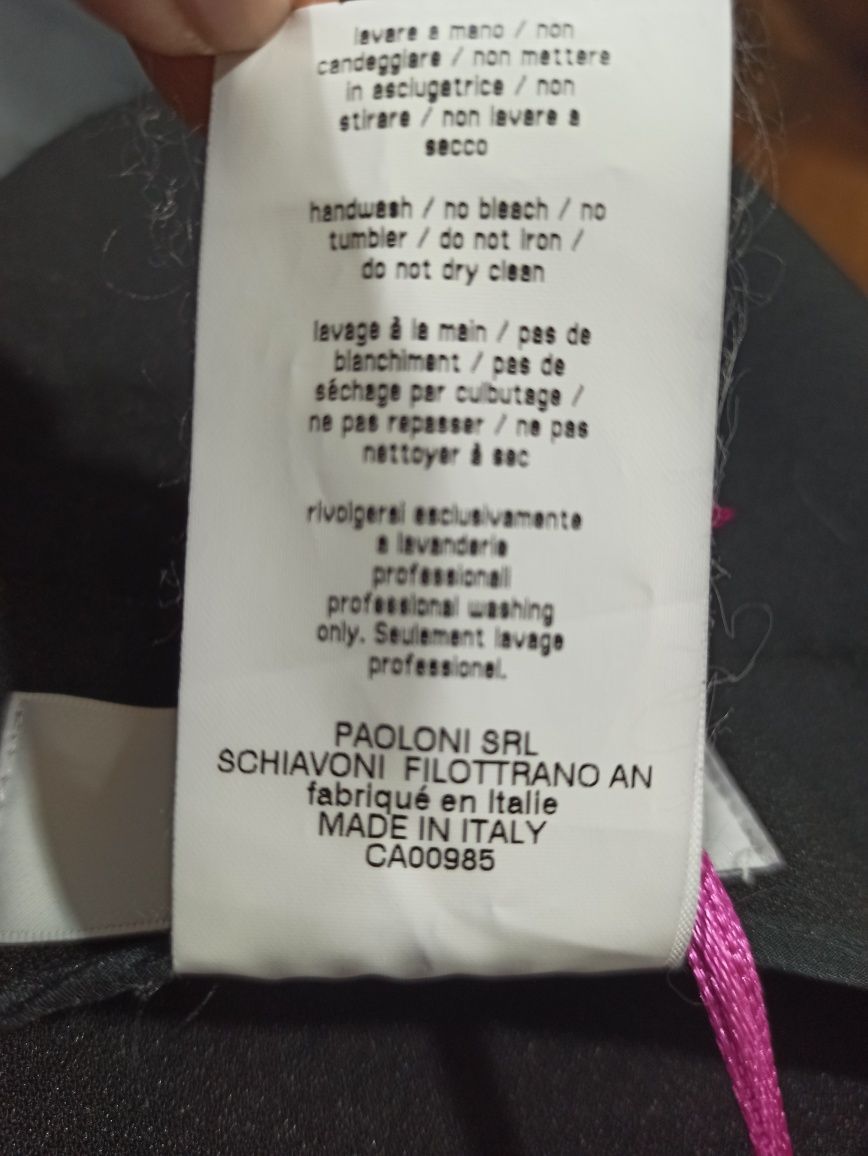 lavare a mano / non
candeggiare / non mettere
in asciugatrice / non
stirare / non lavare a
secco
handwash / no bleach / no
tumbler / do not iron /
do not dry clean
lavage à la main / pas de
blanchiment / pas de
séchage par culbutage /
ne pas repasser / ne pas
nettoyer à sec
rivolgersi esclusivamente
a lavanderie
professionali
professional washing
only. Seulement lavage
professionel.
PAOLONI SRL
SCHIAVONI FILOTTRANO AN
fabriqué en Italie
MADE IN ITALY
CA00985